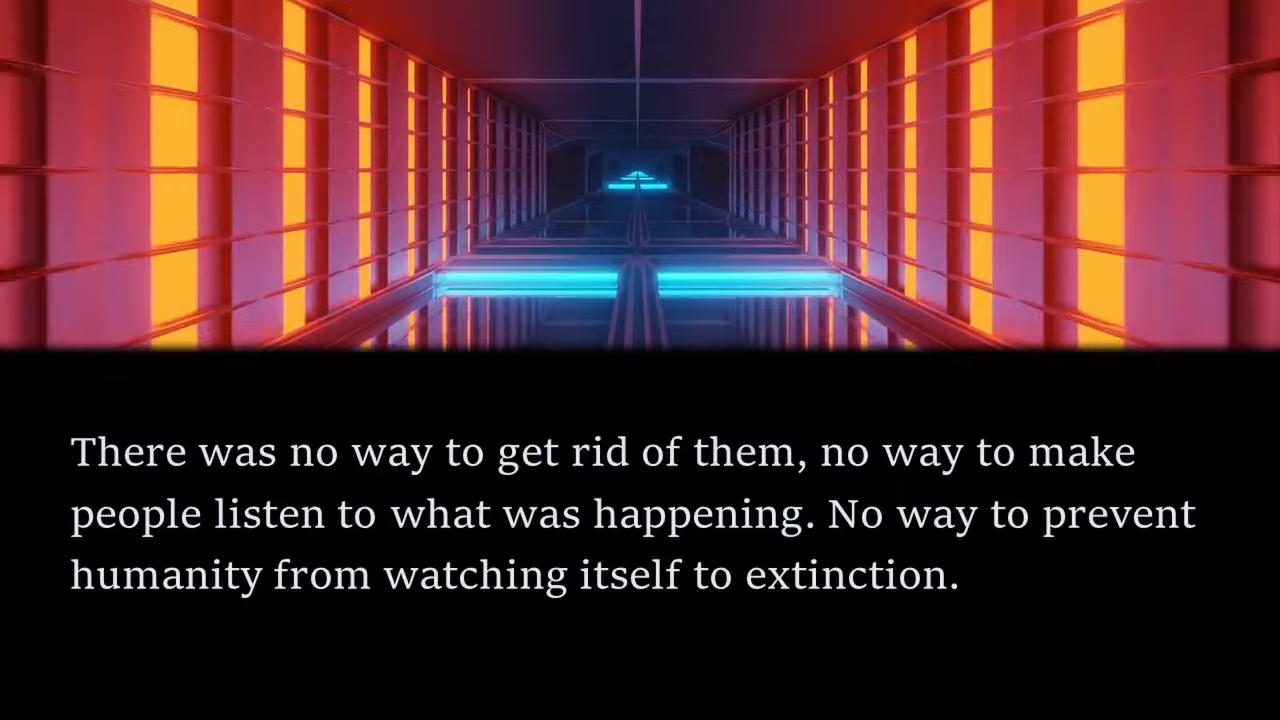 There was no way to get rid of them, no way to make
people listen to what was happening. No way to prevent
humanity from watching itself to extinction.